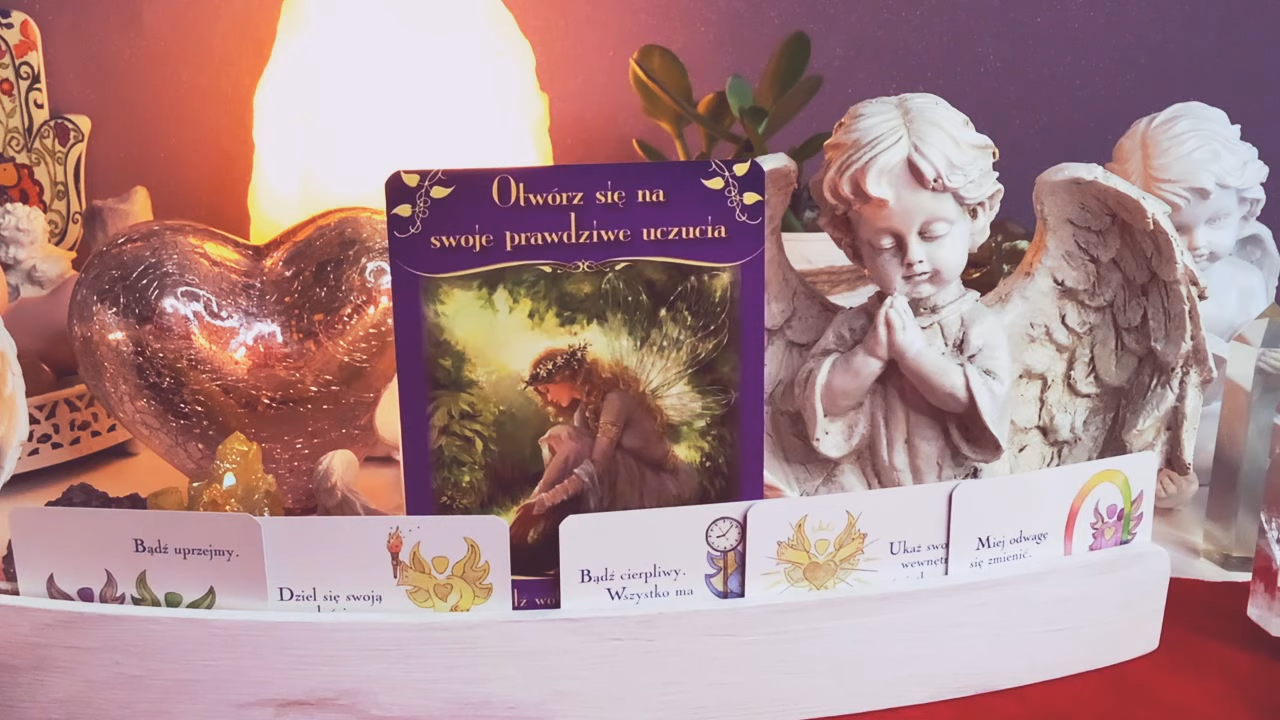 Otwórz się na
swoje prawdziwe uczucia
Bądź uprzejmy.
Dziel się swoją
Bądź cierpliwy.
Wszystko ma
Ukaż
Miej odwagę
się zmienić.